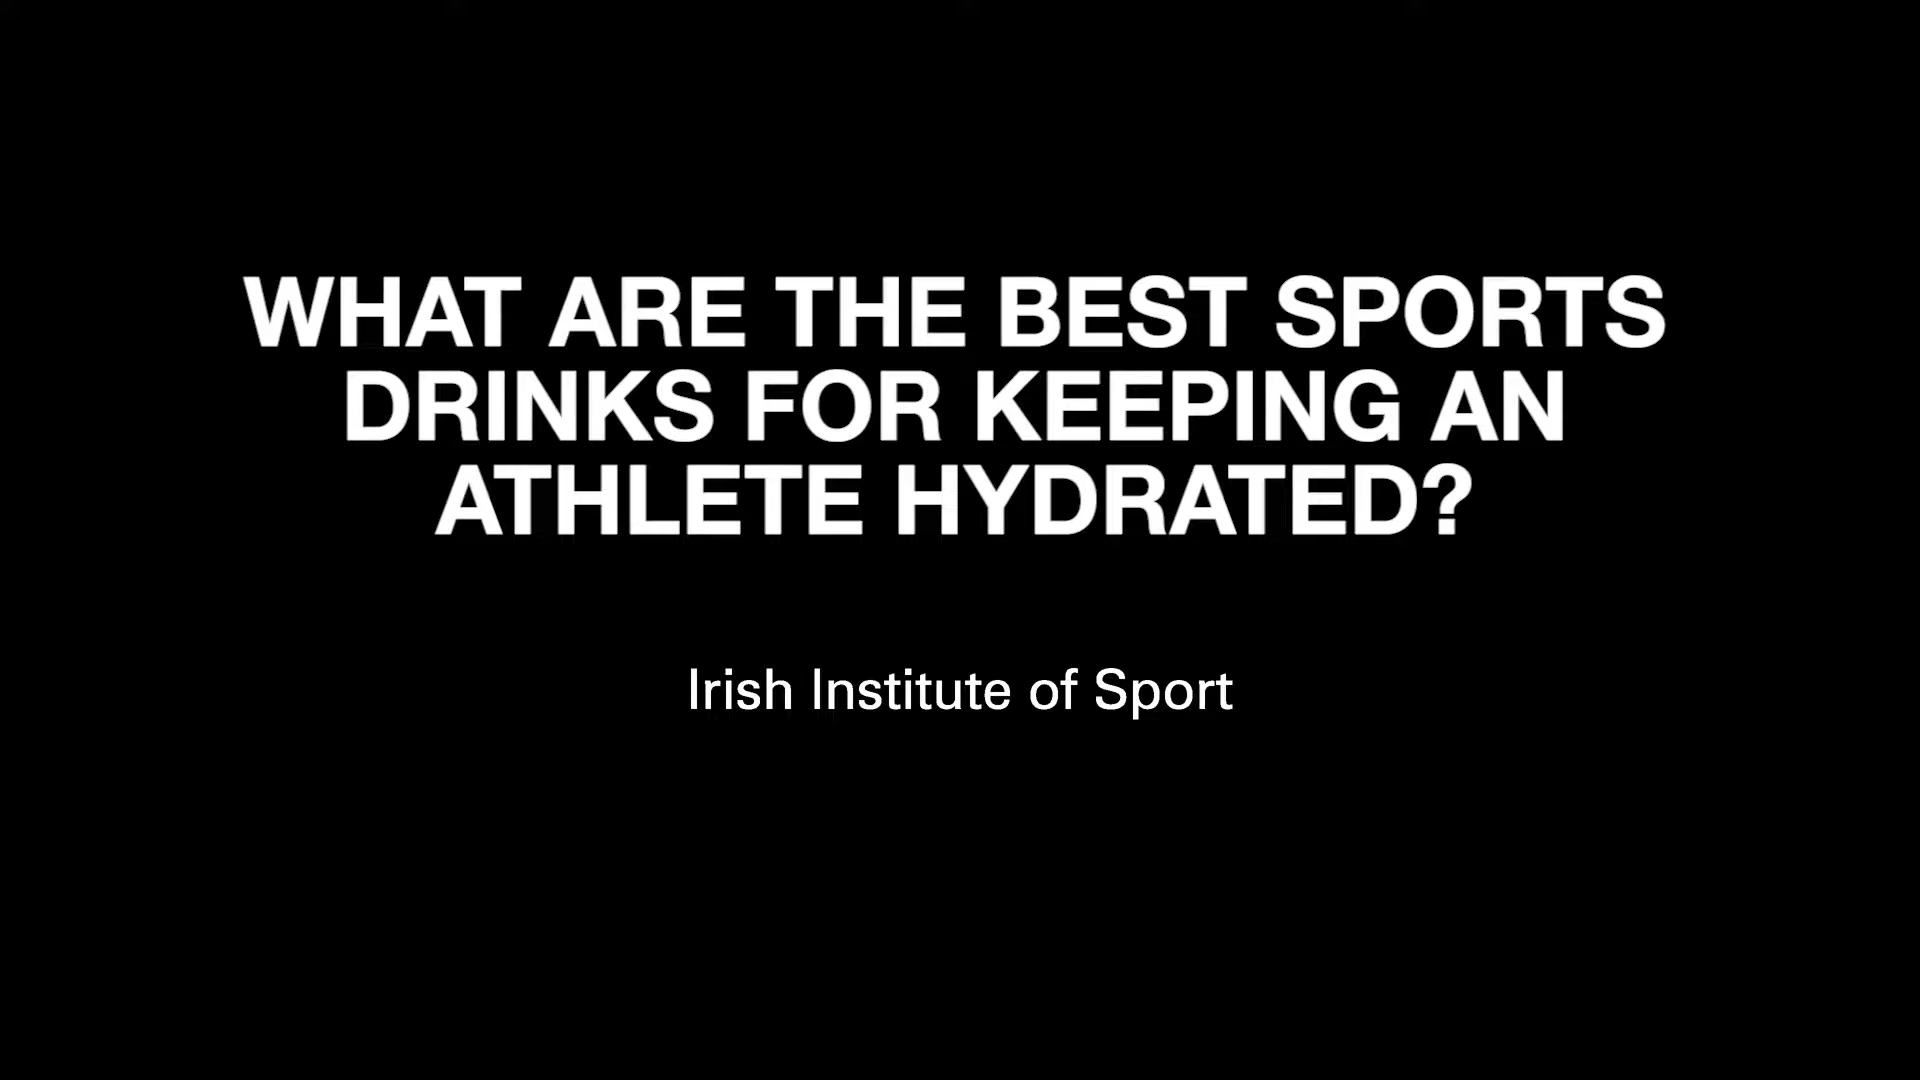 WHAT ARE THE BEST SPORTS
DRINKS FOR KEEPING AN
ATHLETE HYDRATED?
Irish Institute of Sport